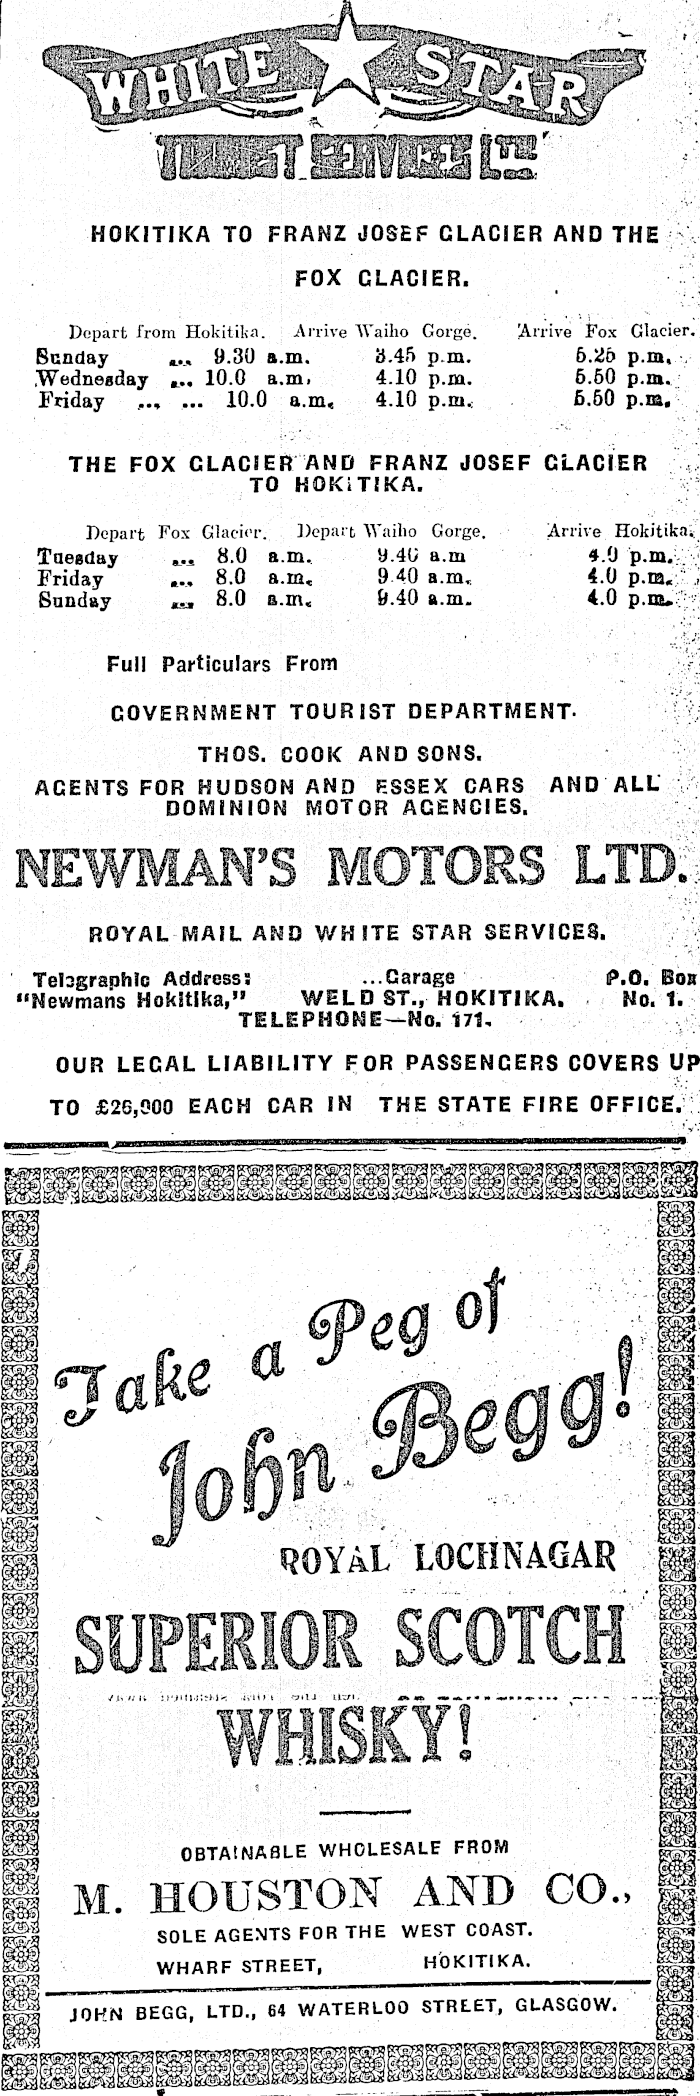 WHITE STAR
HOKITIKA TO FRANZ JOSEF GLACIER AND THE
FOX GLACIER.
Depart from Hokitika. Arrive Waiho Gorge. Arrive Fox Glacier.
Sunday ... 9.30 a.m. 3.45 p.m. 5.25 p.m.
Wednesday ... 10.0 a.m. 4.10 p.m. 5.50 p.m.
Friday ... ... 10.0 a.m. 4.10 p.m. 5.50 p.m.
THE FOX GLACIER AND FRANZ JOSEF GLACIER
TO HOKITIKA.
Depart Fox Glacier. Depart Waiho Gorge. Arrive Hokitika.
Tuesday ... 8.0 a.m. 9.40 a.m 4.0 p.m.
Friday ... 8.0 a.m. 9.40 a.m. 4.0 p.m.
Sunday ... 8.0 a.m. 9.40 a.m. 4.0 p.m.
Full Particulars From
GOVERNMENT TOURIST DEPARTMENT.
THOS. COOK AND SONS.
AGENTS FOR HUDSON AND ESSEX CARS AND ALL
DOMINION MOTOR AGENCIES.
NEWMAN'S MOTORS LTD.
ROYAL MAIL AND WHITE STAR SERVICES.
Telegraphic Address: ...Garage P.O. Box
"Newmans Hokitika," WELD ST., HOKITIKA. No. 1.
TELEPHONE—No. 171.
OUR LEGAL LIABILITY FOR PASSENGERS COVERS UP
TO £26,000 EACH CAR IN THE STATE FIRE OFFICE.
Take a Peg of
John Begg!
ROYAL LOCHNAGAR
SUPERIOR SCOTCH
WHISKY!
OBTAINABLE WHOLESALE FROM
M. HOUSTON AND CO.,
SOLE AGENTS FOR THE WEST COAST.
WHARF STREET, HOKITIKA.
JOHN BEGG, LTD., 64 WATERLOO STREET, GLASGOW.